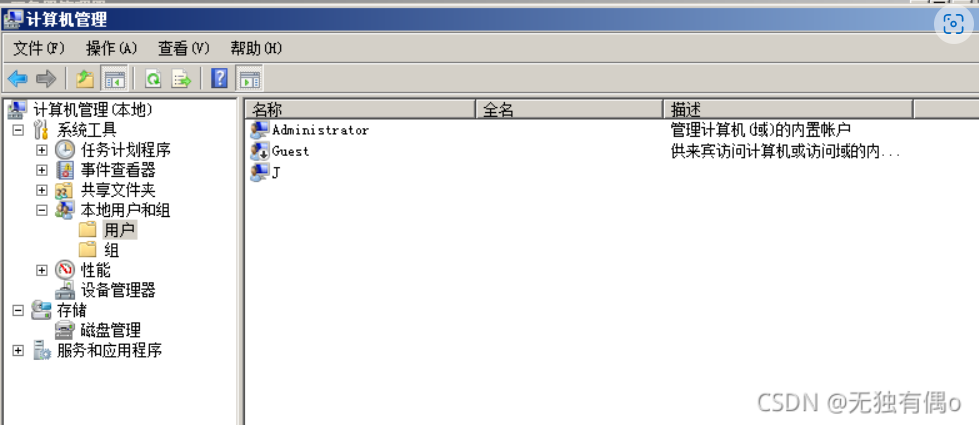 计算机管理
文件(F) 操作(A) 查看(V) 帮助(H)
计算机管理(本地)
系统工具
任务计划程序
事件查看器
共享文件夹
本地用户和组
用户
组
性能
设备管理器
存储
磁盘管理
服务和应用程序
名称 全名 描述
Administrator 管理计算机(域)的内置帐户
Guest 供来宾访问计算机或访问域的内...
J
CSDN @无独有偶o